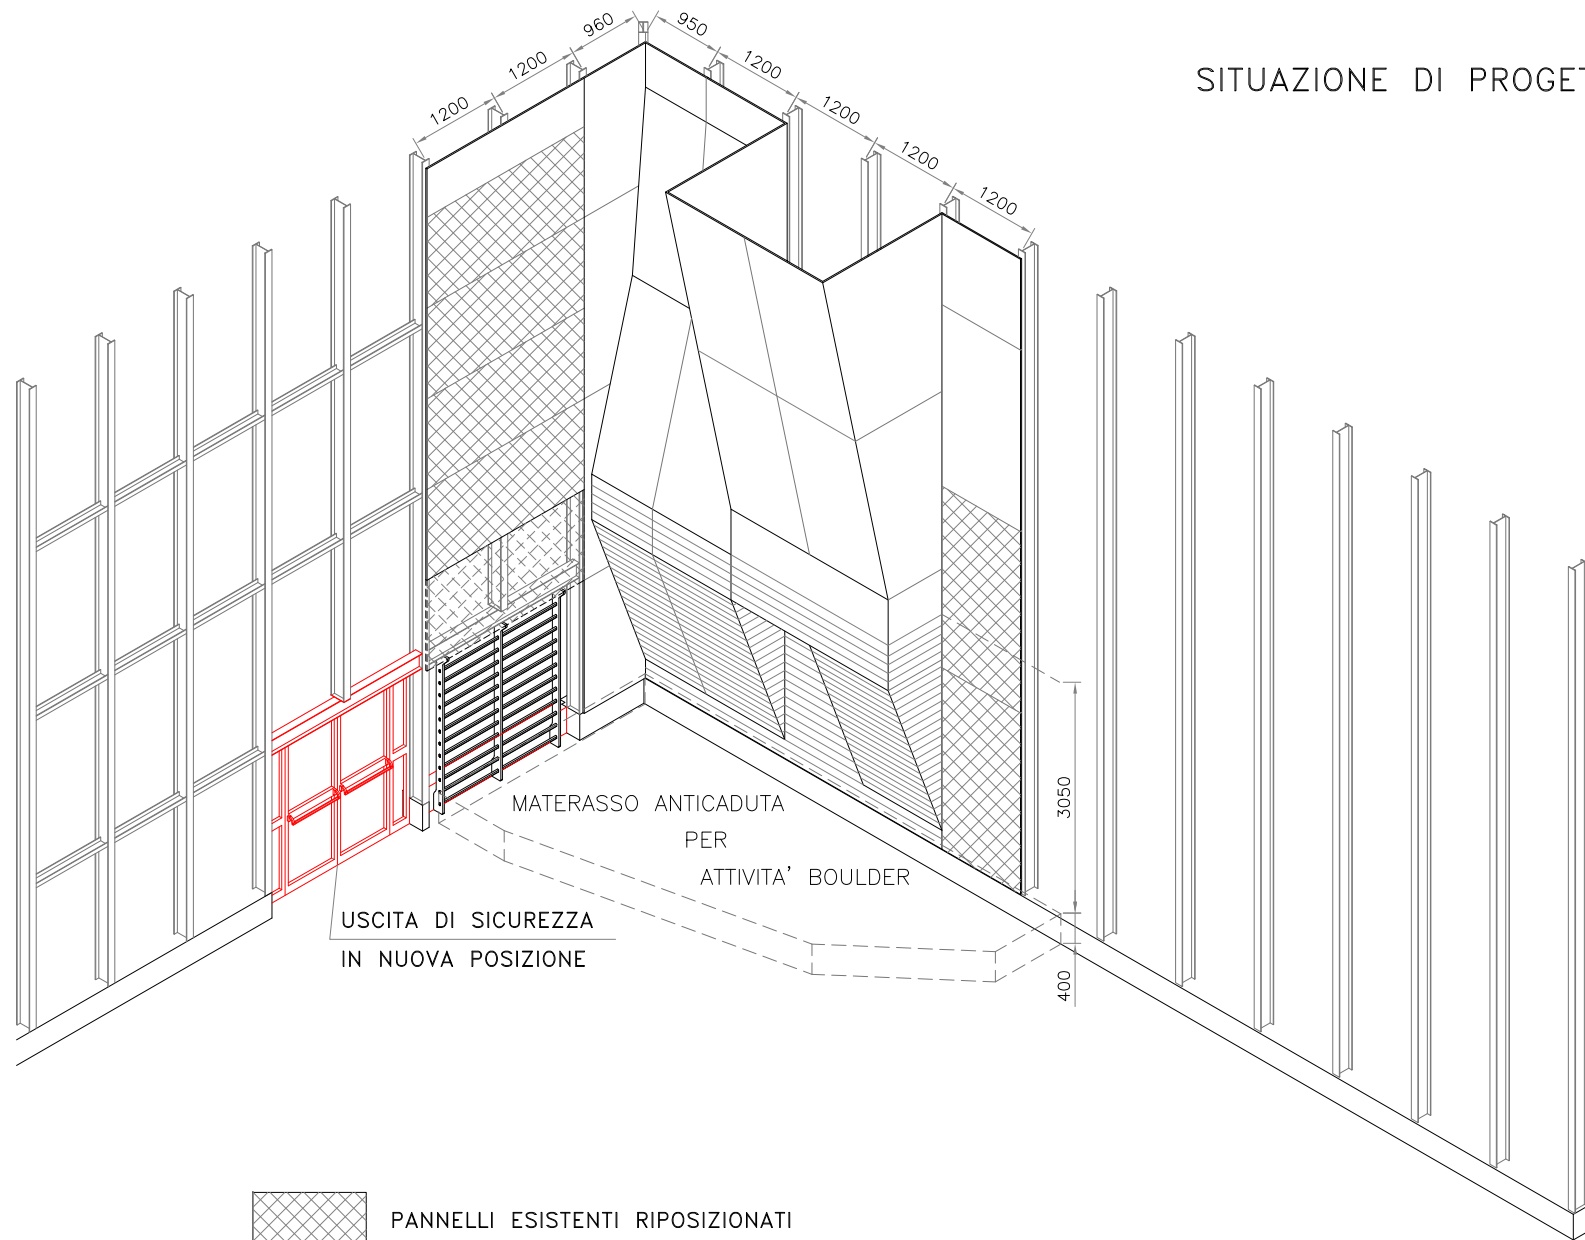 960
950
1200
1200
1200
1200
1200
1200
SITUAZIONE DI PROGET
MATERASSO ANTICADUTA
PER
ATTIVITA' BOULDER
3050
400
USCITA DI SICUREZZA
IN NUOVA POSIZIONE
PANNELLI ESISTENTI RIPOSIZIONATI